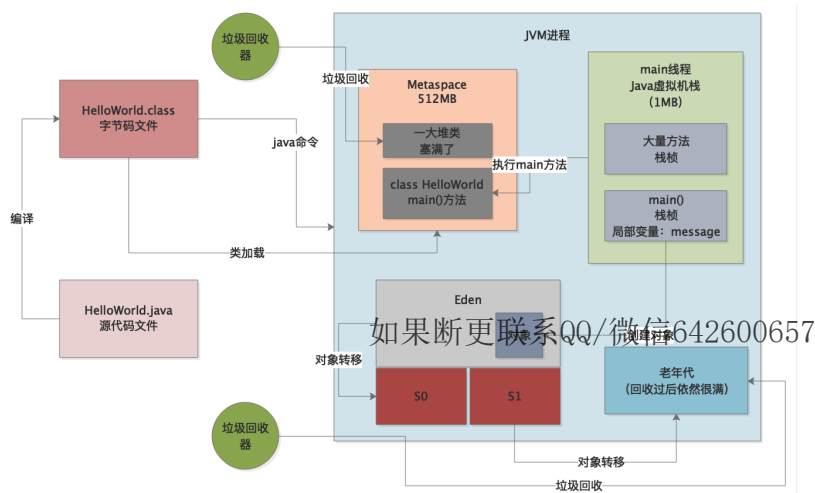 垃圾回收
器
JVM进程
垃圾回收
Metaspace
512MB
main线程
Java虚拟机栈
（1MB）
HelloWorld.class
字节码文件
一大堆类
塞满了
java命令
大量方法
栈桢
执行main方法
class HelloWorld
main()方法
main()
栈桢
局部变量：message
编译
类加载
HelloWorld.java
源代码文件
Eden
如果断更联系QQ/微信642600657
对象
创建对象
对象转移
老年代
（回收过后依然很满）
S0
S1
垃圾回收
器
对象转移
垃圾回收